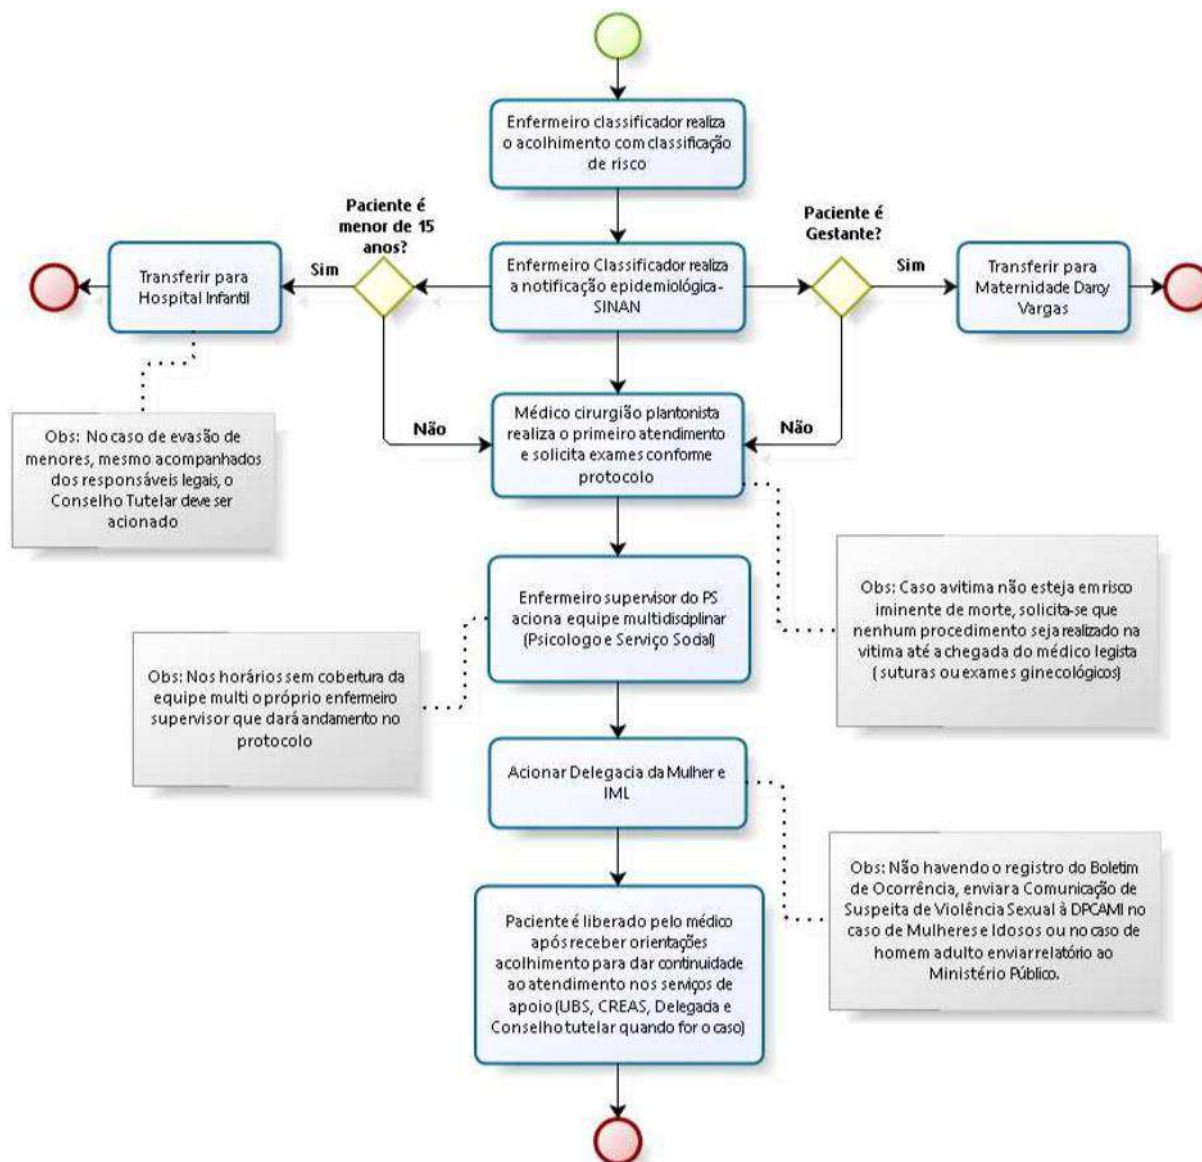 Enfermeiro classificador realiza
o acolhimento com classificação
de risco
Paciente é
menor de 15
anos?
Paciente é
Gestante?
Transferir para
Hospital Infantil
Sim
Enfermeiro Classificador realiza
a notificação epidemiológica-
SINAN
Sim
Transferir para
Maternidade Darcy
Vargas
Obs: No caso de evasão de
menores, mesmo acompanhados
dos responsáveis legais, o
Conselho Tutelar deve ser
acionado
Não
Médico cirurgião plantonista
realiza o primeiro atendimento
e solicita exames conforme
protocolo
Não
Obs: Caso avitima não esteja em risco
iminente de morte, solicita-se que
nenhum procedimento seja realizado na
vitima até a chegada do médico legista
( suturas ou exames ginecológicos)
Enfermeiro supervisor do PS
aciona equipe multidisciplinar
(Psicologo e Serviço Social)
Obs: Nos horários sem cobertura da
equipe multi o próprio enfermeiro
supervisor que dará andamento no
protocolo
Acionar Delegacia da Mulher e
IML
Obs: Não havendo o registro do Boletim
de Ocorrência, enviar a Comunicação de
Suspeita de Violência Sexual à DPCAMI no
caso de Mulheres e Idosos ou no caso de
homem adulto enviar relatório ao
Ministério Público.
Paciente é liberado pelo médico
após receber orientações
acolhimento para dar continuidade
ao atendimento nos serviços de
apoio (UBS, CREAS, Delegacia e
Conselho tutelar quando for o caso)